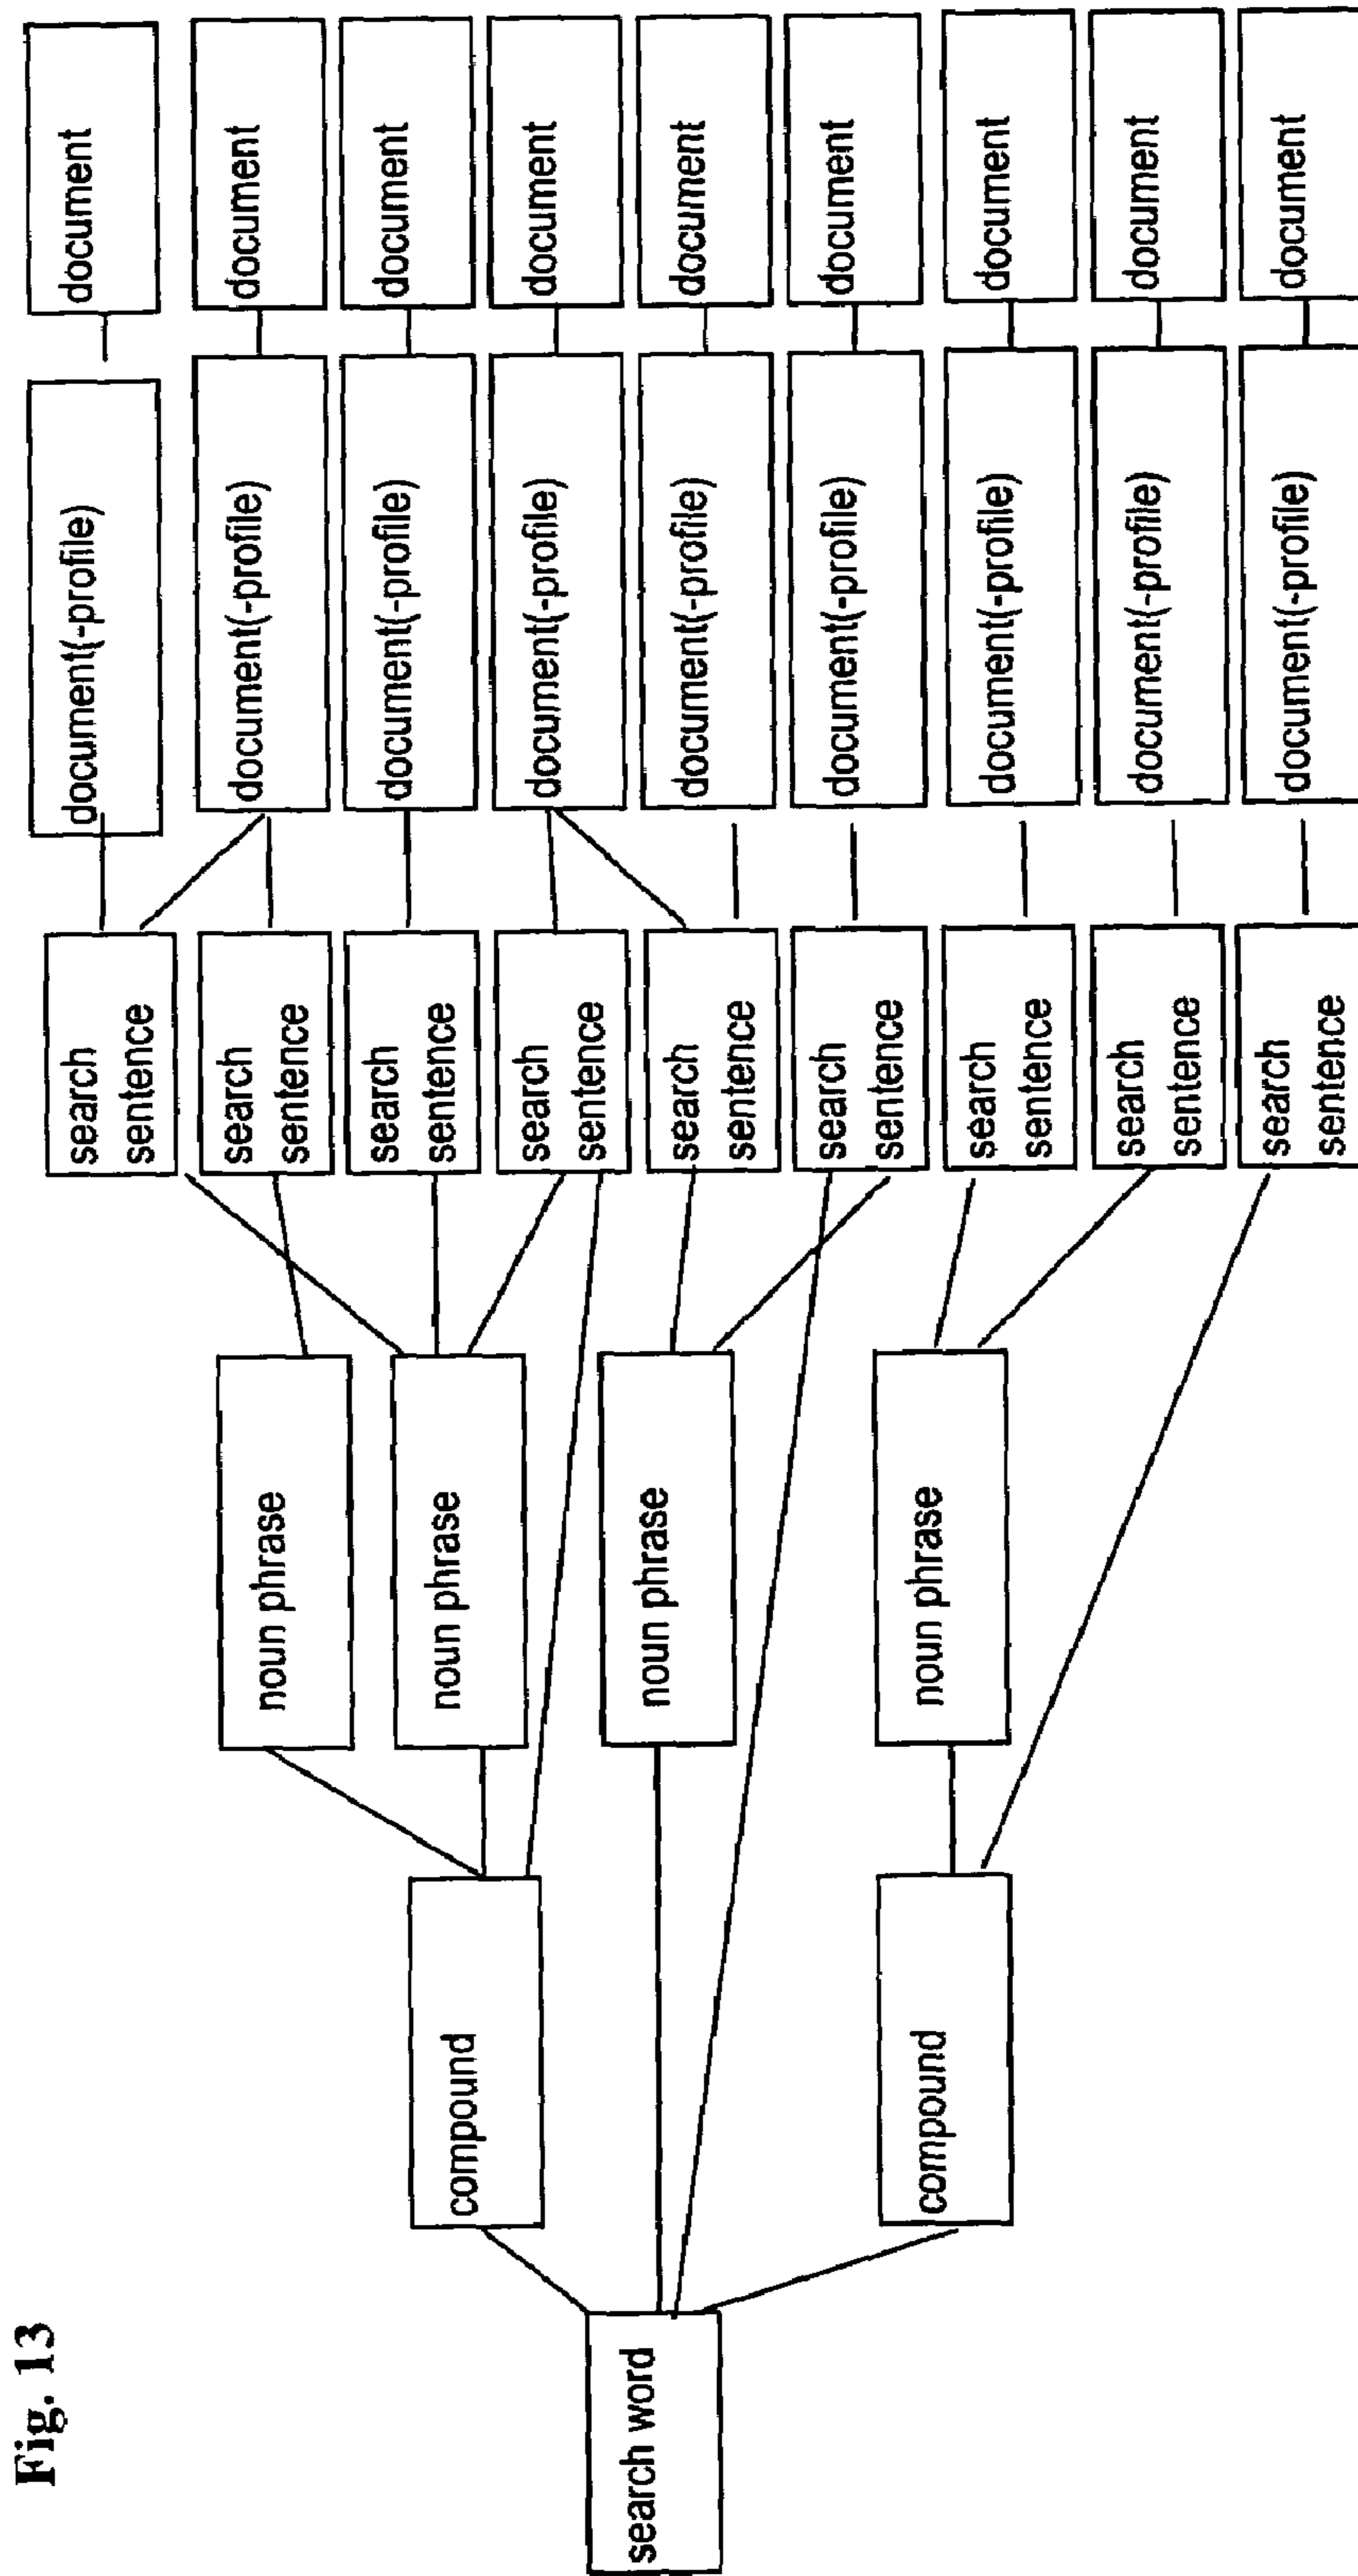 Fig. 13
search word
compound
compound
noun phrase
noun phrase
noun phrase
noun phrase
search
sentence
search
sentence
search
sentence
search
sentence
search
sentence
search
sentence
search
sentence
search
sentence
search
sentence
document(-profile)
document(-profile)
document(-profile)
document(-profile)
document(-profile)
document(-profile)
document(-profile)
document(-profile)
document(-profile)
document
document
document
document
document
document
document
document
document